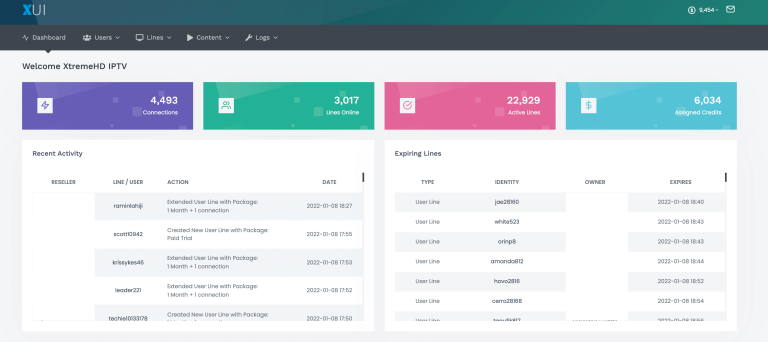 XUI
9,454
Dashboard Users Lines Content Logs
Welcome XtremeHD IPTV
4,493
Connections
3,017
Lines Online
22,929
Active Lines
6,034
Assigned Credits
Recent Activity
RESELLER LINE / USER ACTION DATE
raminlahiji Extended User Line with Package: 2022-01-08 18:27
1 Month + 1 connection
scott10942 Created New User Line with Package: 2022-01-08 17:55
Paid Trial
krissykes46 Extended User Line with Package: 2022-01-08 17:53
1 Month + 1 connection
leader221 Extended User Line with Package: 2022-01-08 17:52
1 Month + 1 connection
techie10133178 Created New User Line with Package: 2022-01-08 17:50
Expiring Lines
TYPE IDENTITY OWNER EXPIRES
User Line jae28160 2022-01-08 18:40
User Line white523 2022-01-08 18:43
User Line orinp8 2022-01-08 18:43
User Line amando812 2022-01-08 18:44
User Line hovo2816 2022-01-08 18:52
User Line cerro28168 2022-01-08 18:54
User Line